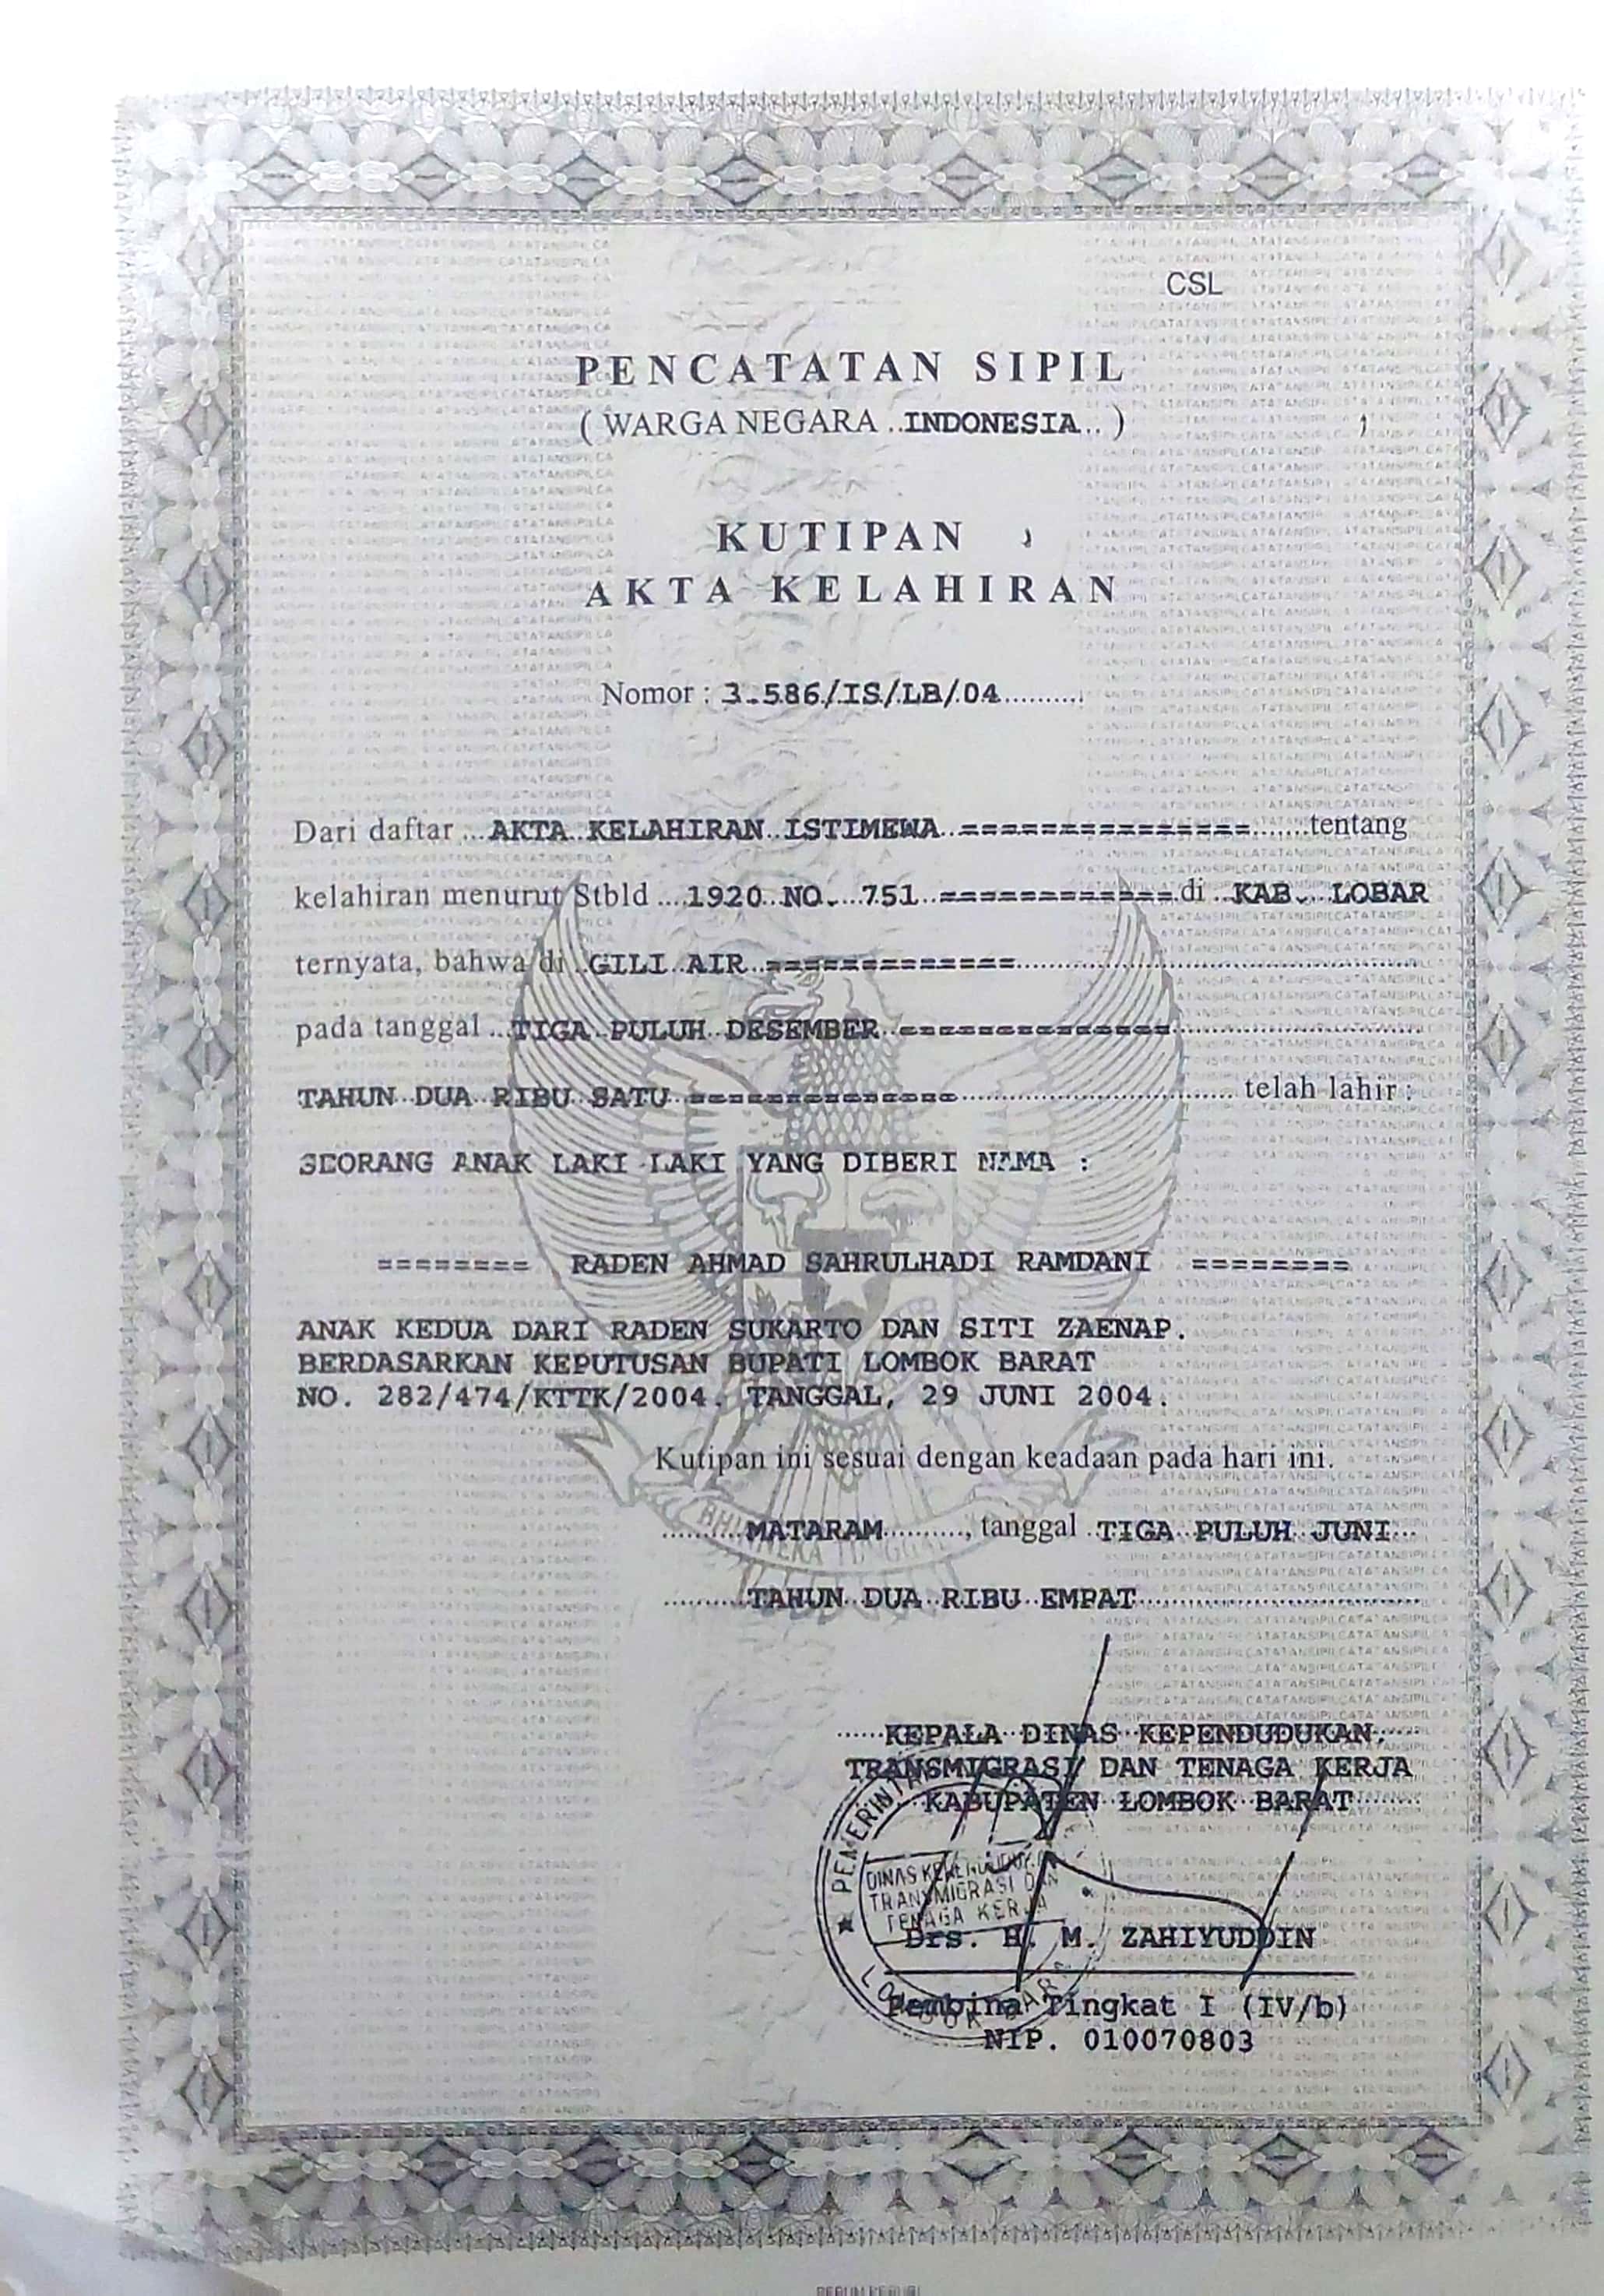 CSL
PENCATATAN SIPIL
( WARGA NEGARA ..INDONESIA.. )
KUTIPAN
AKTA KELAHIRAN
Nomor : 3.586/IS/LB/04..........
Dari daftar ...AKTA KELAHIRAN ISTIMEWA ===============.......tentang
kelahiran menurut Stbld ...1920 NO. 751 ============ di ..KAB. LOBAR
ternyata, bahwa di ..GILI AIR =============..........
pada tanggal ..TIGA PULUH DESEMBER ==============..........
TAHUN DUA RIBU SATU ==============.......... telah lahir :
SEORANG ANAK LAKI-LAKI YANG DIBERI NAMA :
======== RADEN AHMAD SAHRULHADI RAMDANI ========
ANAK KEDUA DARI RADEN SUKARTO DAN SITI ZAENAP.
BERDASARKAN KEPUTUSAN BUPATI LOMBOK BARAT
NO. 282/474/KTTK/2004. TANGGAL, 29 JUNI 2004.
Kutipan ini sesuai dengan keadaan pada hari ini.
..........MATARAM.........., tanggal ..TIGA PULUH JUNI...
..........TAHUN DUA RIBU EMPAT..........
......KEPALA DINAS KEPENDUDUKAN,......
TRANSMIGRASI DAN TENAGA KERJA
KABUPATEN LOMBOK BARAT........
PEMERINTAH
DINAS KEPENDUDUKAN
TRANSMIGRASI DAN
TENAGA KERJA
LOMBOK BARAT
Drs. H. M. ZAHIYUDDIN
Pembina Tingkat I (IV/b)
NIP. 010070803